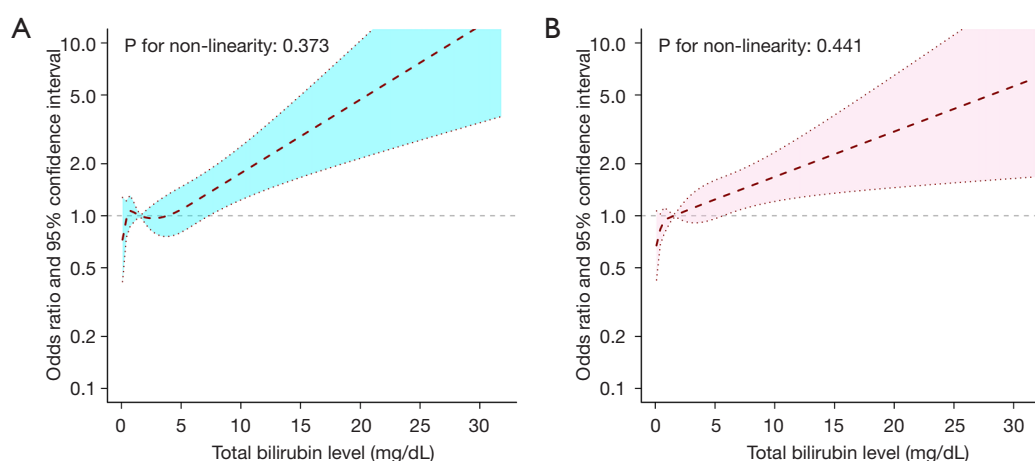 A
P for non-linearity: 0.373
Odds ratio and 95% confidence interval
10.0
5.0
2.0
1.0
0.5
0.2
0.1
0 5 10 15 20 25 30
Total bilirubin level (mg/dL)
B
P for non-linearity: 0.441
Odds ratio and 95% confidence interval
10.0
5.0
2.0
1.0
0.5
0.2
0.1
0 5 10 15 20 25 30
Total bilirubin level (mg/dL)